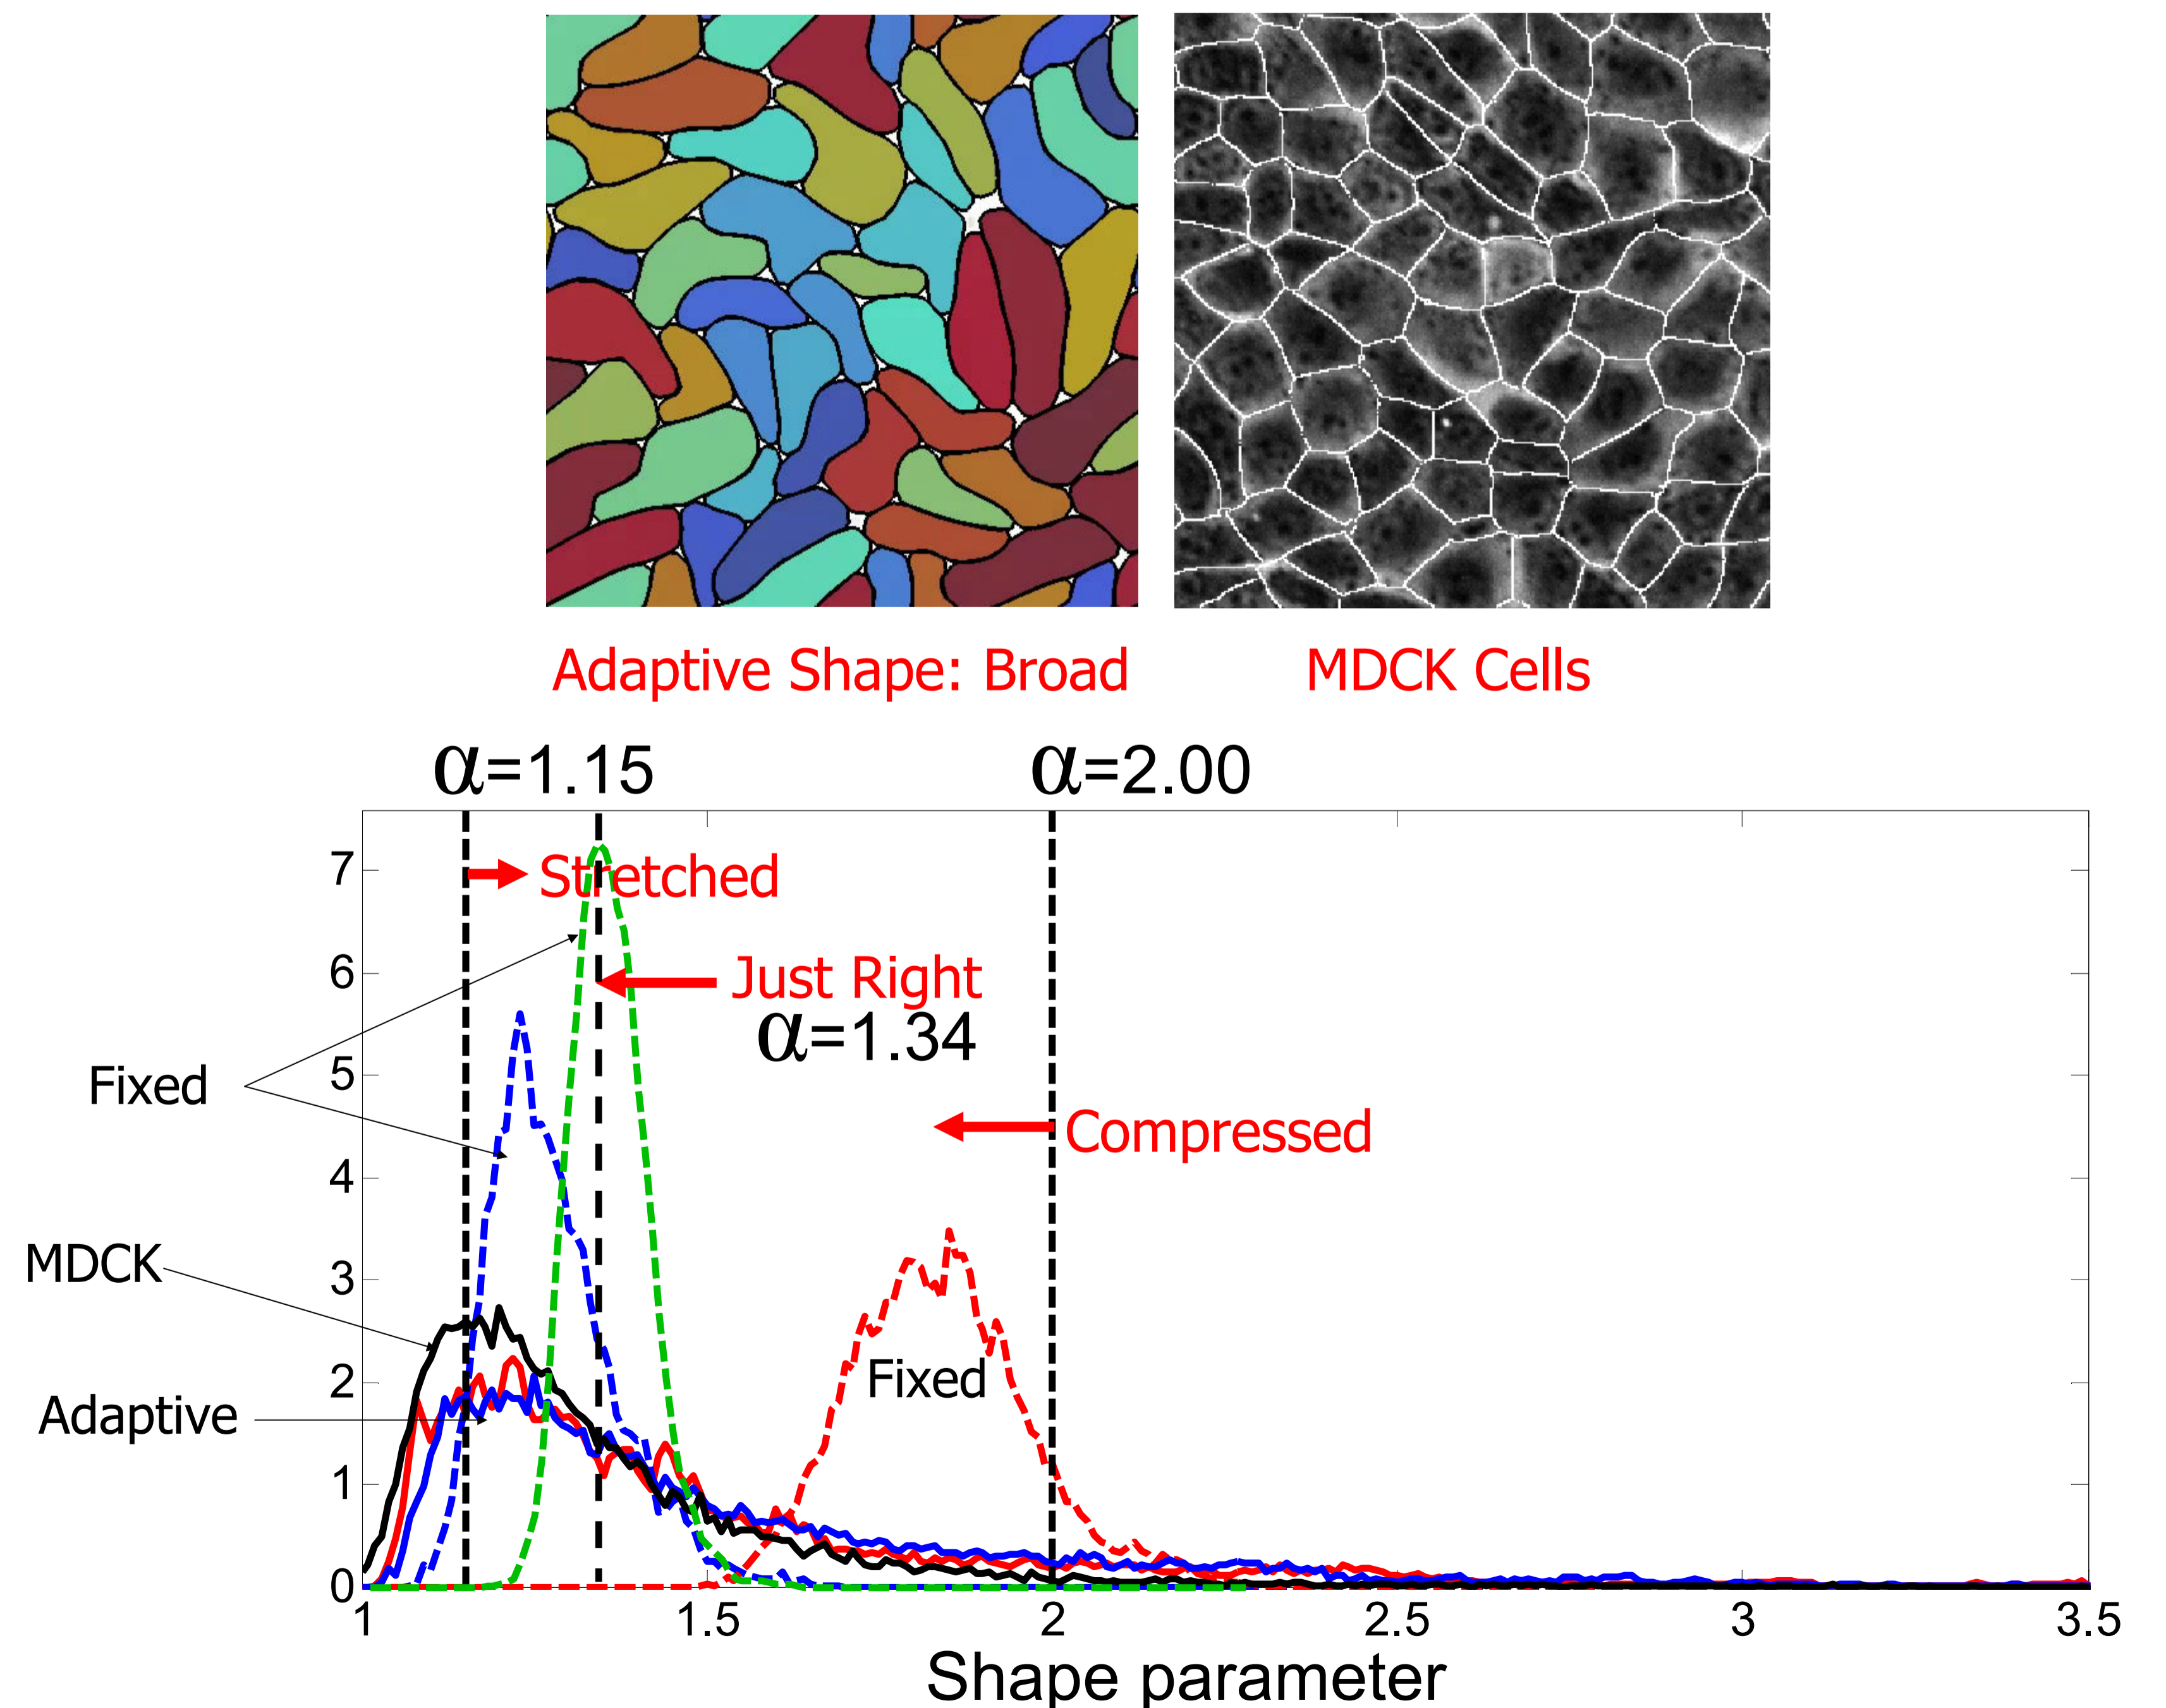 Adaptive Shape: Broad
MDCK Cells
α=1.15
α=2.00
7
Stretched
6
Just Right
α=1.34
5
Fixed
Compressed
4
3
MDCK
2
Fixed
Adaptive
1
0
1 1.5 2 2.5 3 3.5
Shape parameter